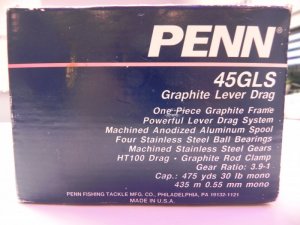 PENN®
45GLS
Graphite Lever Drag
One Piece Graphite Frame
Powerful Lever Drag System
Machined Anodized Aluminum Spool
Four Stainless Steel Ball Bearings
Machined Stainless Steel Gears
HT100 Drag - Graphite Rod Clamp
Gear Ratio: 3.9-1
Cap.: 475 yds 30 lb mono
435 m 0.55 mm mono
PENN FISHING TACKLE MFG. CO., PHILADELPHIA, PA 19132-1121
MADE IN U.S.A.